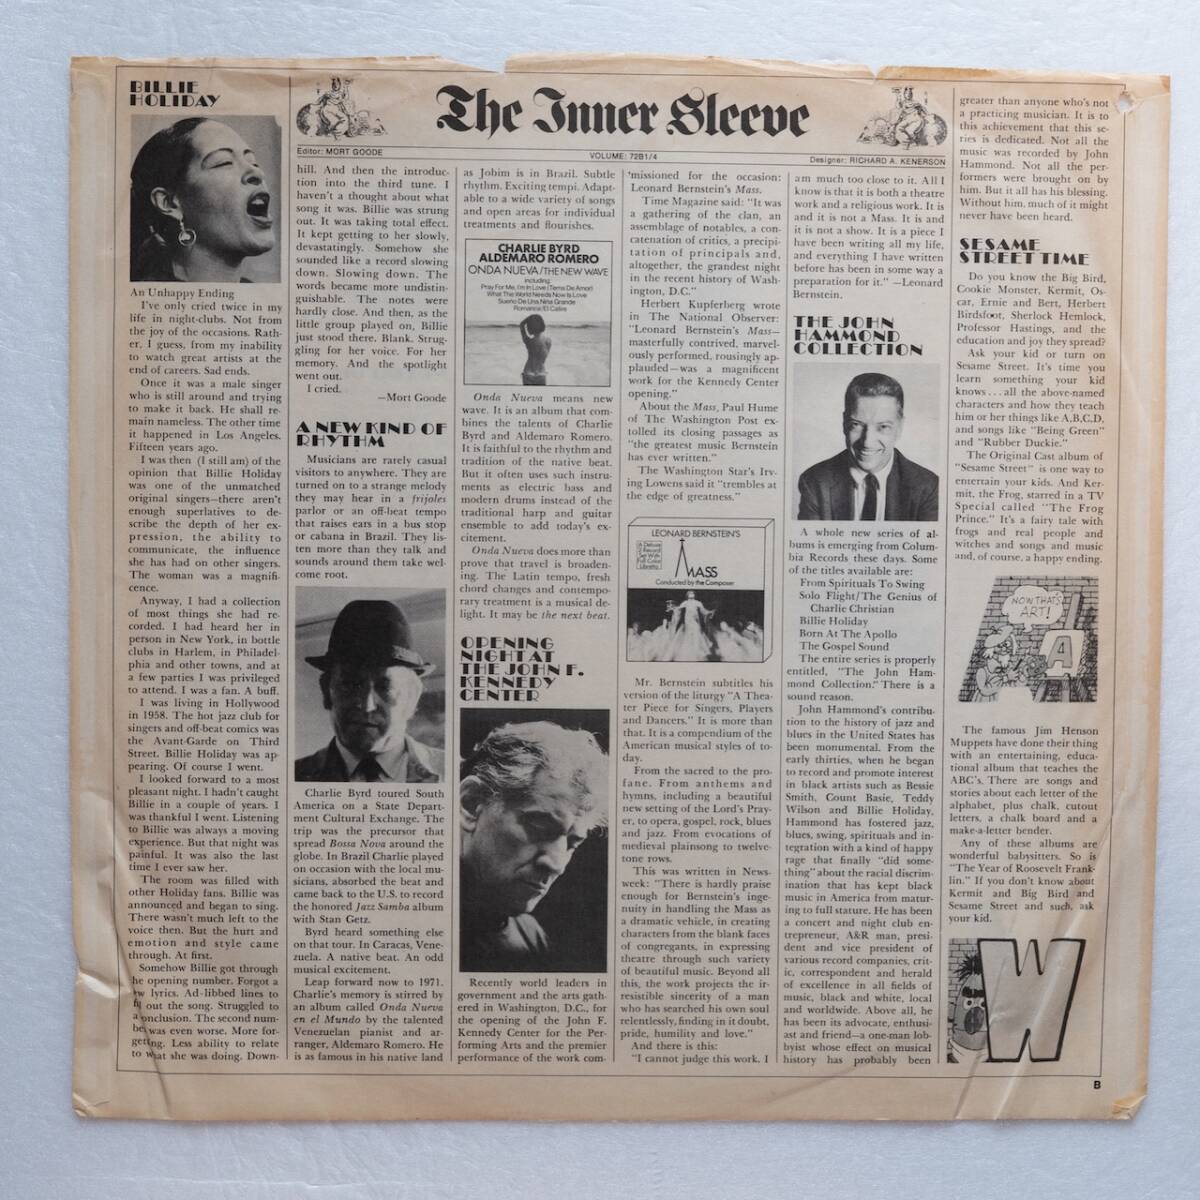 The Inner Sleeve
Editor: MORT GOODE
VOLUME: 72B1/4
Designer: RICHARD A. KENERSON
BILLIE
HOLIDAY
An Unhappy Ending
I've only cried twice in my
life in night-clubs. Not from
the joy of the occasions. Rath-
er, I guess, from my inability
to watch great artists at the
end of careers. Sad ends.
Once it was a male singer
who is still around and trying
to make it back. He shall re-
main nameless. The other time
it happened in Los Angeles.
Fifteen years ago.
I was then (I still am) of the
opinion that Billie Holiday
was one of the unmatched
original singers—there aren't
enough superlatives to de-
scribe the depth of her ex-
pression, the ability to
communicate, the influence
she has had on other singers.
The woman was a magnifi-
cence.
Anyway, I had a collection
of most things she had re-
corded. I had heard her in
person in New York, in bottle
clubs in Harlem, in Philadel-
phia and other towns, and at
a few parties I was privileged
to attend. I was a fan. A buff.
I was living in Hollywood
in 1958. The hot jazz club for
singers and off-beat comics was
the Avant-Garde on Third
Street. Billie Holiday was ap-
pearing. Of course I went.
I looked forward to a most
pleasant night. I hadn't caught
Billie in a couple of years. I
was thankful I went. Listening
to Billie was always a moving
experience. But that night was
painful. It was also the last
time I ever saw her.
The room was filled with
other Holiday fans. Billie was
announced and began to sing.
There wasn't much left to the
voice then. But the hurt and
emotion and style came
through. At first.
Somehow Billie got through
the opening number. Forgot a
few lyrics. Ad-libbed lines to
fill out the song. Struggled to
a conclusion. The second num-
ber was even worse. More for-
getting. Less ability to relate
to what she was doing. Down-
hill. And then the introduc-
tion into the third tune. I
haven't a thought about what
song it was. Billie was strung
out. It was taking total effect.
It kept getting to her slowly,
devastatingly. Somehow she
sounded like a record slowing
down. Slowing down. The
words became more undistin-
guishable. The notes were
hardly close. And then, as the
little group played on, Billie
just stood there. Blank. Strug-
gling for her voice. For her
memory. And the spotlight
went out.
I cried.
—Mort Goode
A NEW KIND OF
RHYTHM
Musicians are rarely casual
visitors to anywhere. They are
turned on to a strange melody
they may hear in a frijoles
parlor or an off-beat tempo
that raises ears in a bus stop
or cabana in Brazil. They lis-
ten more than they talk and
sounds around them take wel-
come root.
Charlie Byrd toured South
America on a State Depart-
ment Cultural Exchange. The
trip was the precursor that
spread Bossa Nova around the
globe. In Brazil Charlie played
on occasion with the local mu-
sicians, absorbed the beat and
came back to the U.S. to record
the honored Jazz Samba album
with Stan Getz.
Byrd heard something else
on that tour. In Caracas, Vene-
zuela. A native beat. An odd
musical excitement.
Leap forward now to 1971.
Charlie's memory is stirred by
an album called Onda Nueva
en el Mundo by the talented
Venezuelan pianist and ar-
ranger, Aldemaro Romero. He
is as famous in his native land
as Jobim is in Brazil. Subtle
rhythm. Exciting tempi. Adapt-
able to a wide variety of songs
and open areas for individual
treatments and flourishes.
CHARLIE BYRD
ALDEMARO ROMERO
ONDA NUEVA/THE NEW WAVE
including:
Pray For Me, I'm In Love (Tema De Amor)
What The World Needs Now Is Love
Sueño De Una Niña Grande
Romanza/El Catire
Onda Nueva means new
wave. It is an album that com-
bines the talents of Charlie
Byrd and Aldemaro Romero.
It is faithful to the rhythm and
tradition of the native beat.
But it often uses such instru-
ments as electric bass and
modern drums instead of the
traditional harp and guitar
ensemble to add today's ex-
citement.
Onda Nueva does more than
prove that travel is broaden-
ing. The Latin tempo, fresh
chord changes and contempo-
rary treatment is a musical de-
light. It may be the next beat.
OPENING
NIGHT AT
THE JOHN F.
KENNEDY
CENTER
Recently world leaders in
government and the arts gath-
ered in Washington, D.C., for
the opening of the John F.
Kennedy Center for the Per-
forming Arts and the premier
performance of the work com-
missioned for the occasion:
Leonard Bernstein's Mass.
Time Magazine said: "It was
a gathering of the clan, an
assemblage of notables, a con-
catenation of critics, a precipi-
tation of principals and,
altogether, the grandest night
in the recent history of Wash-
ington, D.C."
Herbert Kupferberg wrote
in The National Observer:
"Leonard Bernstein's Mass—
masterfully contrived, marvel-
ously performed, rousingly ap-
plauded—was a magnificent
work for the Kennedy Center
opening."
About the Mass, Paul Hume
of The Washington Post ex-
tolled its closing passages as
"the greatest music Bernstein
has ever written."
The Washington Star's Irv-
ing Lowens said it "trembles at
the edge of greatness."
LEONARD BERNSTEIN'S
MASS
Conducted by the Composer
A Deluxe
2 Record
Set With
Full Color
Libretto
Mr. Bernstein subtitles his
version of the liturgy "A Thea-
ter Piece for Singers, Players
and Dancers." It is more than
that. It is a compendium of the
American musical styles of to-
day.
From the sacred to the pro-
fane. From anthems and
hymns, including a beautiful
new setting of the Lord's Pray-
er, to opera, gospel, rock, blues
and jazz. From evocations of
medieval plainsong to twelve-
tone rows.
This was written in News-
week: "There is hardly praise
enough for Bernstein's inge-
nuity in handling the Mass as
a dramatic vehicle, in creating
characters from the blank faces
of congregants, in expressing
theatre through such variety
of beautiful music. Beyond all
this, the work projects the ir-
resistible sincerity of a man
who has searched his own soul
relentlessly, finding in it doubt,
pride, humility and love."
And there is this:
"I cannot judge this work. I
am much too close to it. All I
know is that it is both a theatre
work and a religious work. It is
and it is not a Mass. It is and
it is not a show. It is a piece I
have been writing all my life,
and everything I have written
before has been in some way a
preparation for it." —Leonard
Bernstein.
THE JOHN
HAMMOND
COLLECTION
A whole new series of al-
bums is emerging from Colum-
bia Records these days. Some
of the titles available are:
From Spirituals To Swing
Solo Flight/The Genius of
Charlie Christian
Billie Holiday
Born At The Apollo
The Gospel Sound
The entire series is properly
entitled, "The John Ham-
mond Collection." There is a
sound reason.
John Hammond's contribu-
tion to the history of jazz and
blues in the United States has
been monumental. From the
early thirties, when he began
to record and promote interest
in black artists such as Bessie
Smith, Count Basie, Teddy
Wilson and Billie Holiday,
Hammond has fostered jazz,
blues, swing, spirituals and in-
tegration with a kind of happy
rage that finally "did some-
thing" about the racial discrim-
ination that has kept black
music in America from matur-
ing to full stature. He has been
a concert and night club en-
trepreneur, A&R man, presi-
dent and vice president of
various record companies, crit-
ic, correspondent and herald
of excellence in all fields of
music, black and white, local
and worldwide. Above all, he
has been its advocate, enthusi-
ast and friend—a one-man lob-
byist whose effect on musical
history has probably been
greater than anyone who's not
a practicing musician. It is to
this achievement that this se-
ries is dedicated. Not all the
music was recorded by John
Hammond. Not all the per-
formers were brought on by
him. But it all has his blessing.
Without him, much of it might
never have been heard.
SESAME
STREET TIME
Do you know the Big Bird,
Cookie Monster, Kermit, Os-
car, Ernie and Bert, Herbert
Birdsfoot, Sherlock Hemlock,
Professor Hastings, and the
education and joy they spread?
Ask your kid or turn on
Sesame Street. It's time you
learn something your kid
knows... all the above-named
characters and how they teach
him or her things like A,B,C,D,
and songs like "Being Green"
and "Rubber Duckie."
The Original Cast album of
"Sesame Street" is one way to
entertain your kids. And Ker-
mit, the Frog, starred in a TV
Special called "The Frog
Prince." It's a fairy tale with
frogs and real people and
witches and songs and music
and, of course, a happy ending.
NOW THAT'S
ART!
A
The famous Jim Henson
Muppets have done their thing
with an entertaining, educa-
tional album that teaches the
ABC's. There are songs and
stories about each letter of the
alphabet, plus chalk, cutout
letters, a chalk board and a
make-a-letter bender.
Any of these albums are
wonderful babysitters. So is
"The Year of Roosevelt Frank-
lin." If you don't know about
Kermit and Big Bird and
Sesame Street and such, ask
your kid.
W
B